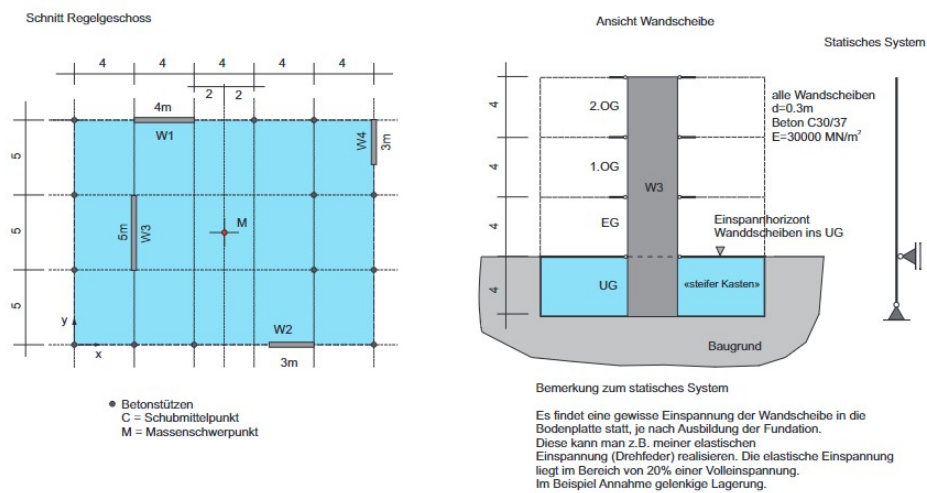 Schnitt Regelgeschoss
4 4 4 4 4
2 2
4m
W1
W4
3m
5
5
5
5m
W3
M
y
x
W2
3m
Betonstützen
C = Schubmittelpunkt
M = Massenschwerpunkt
Ansicht Wandscheibe
Statisches System
4
4
4
4
2.OG
1.OG
EG
UG
W3
alle Wandscheiben
d=0.3m
Beton C30/37
E=30000 MN/m²
Einspannhorizont
Wanddscheiben ins UG
«steifer Kasten»
Baugrund
Bemerkung zum statisches System
Es findet eine gewisse Einspannung der Wandscheibe in die
Bodenplatte statt, je nach Ausbildung der Fundation.
Diese kann man z.B. meiner elastischen
Einspannung (Drehfeder) realisieren. Die elastische Einspannung
liegt im Bereich von 20% einer Volleinspannung.
Im Beispiel Annahme gelenkige Lagerung.